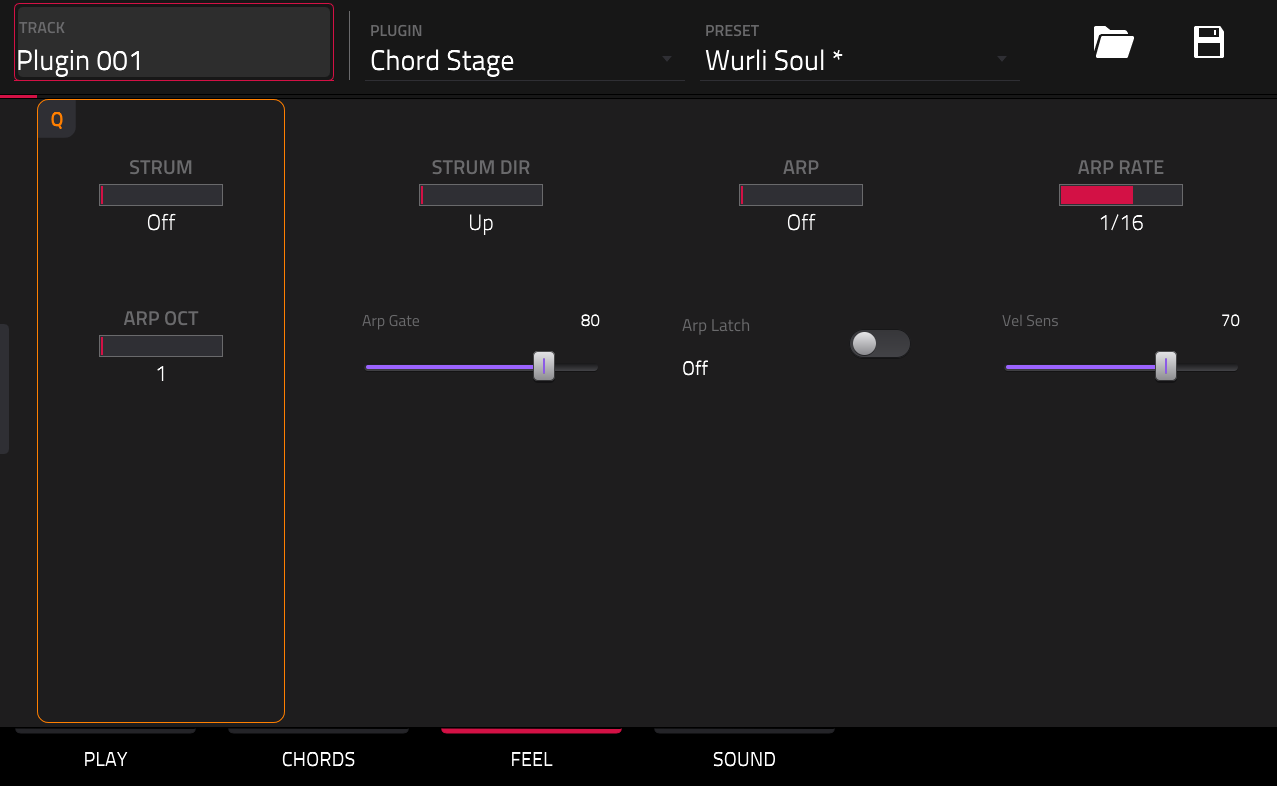 TRACK
Plugin 001
PLUGIN
Chord Stage
PRESET
Wurli Soul *
Q
STRUM
Off
STRUM DIR
Up
ARP
Off
ARP RATE
1/16
ARP OCT
1
Arp Gate 80
Arp Latch
Off
Vel Sens 70
PLAY
CHORDS
FEEL
SOUND